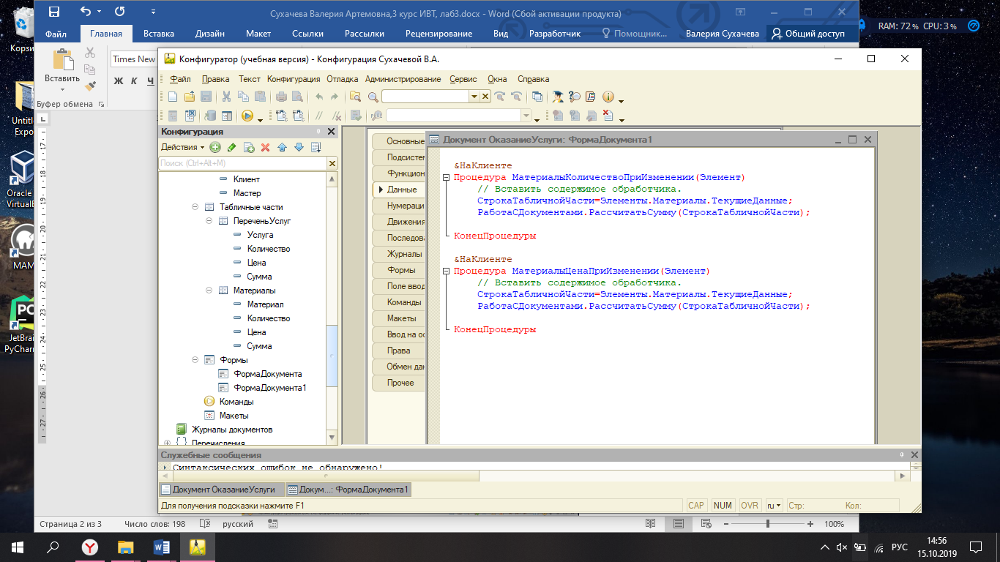 Сухачева Валерия Артемовна,3 курс ИВТ, лаб3.docx - Word (Сбой активации продукта)
RAM: 72 % CPU: 3 %
Файл Главная Вставка Дизайн Макет Ссылки Рассылки Рецензирование Вид Разработчик Помощник... Валерия Сухачева Общий доступ
Вставить
Times New
Ж К Ч
Буфер обмена
Корзи
Untitl
Expo
Oracle
VirtualB
MAM
JetBrai
PyCharm
Конфигуратор (учебная версия) - Конфигурация Сухачевой В.А.
Файл Правка Текст Конфигурация Отладка Администрирование Сервис Окна Справка
Конфигурация
Действия
Поиск (Ctrl+Alt+M)
Клиент
Мастер
Табличные части
ПереченьУслуг
Услуга
Количество
Цена
Сумма
Материалы
Материал
Количество
Цена
Сумма
Формы
ФормаДокумента
ФормаДокумента1
Команды
Макеты
Журналы документов
Перечисления
Основные
Подсистем
Функцион
Данные
Нумераци
Движения
Последова
Журналы
Формы
Поле ввод
Команды
Макеты
Ввод на ос
Права
Обмен дан
Прочее
Документ ОказаниеУслуги: ФормаДокумента1
&НаКлиенте
Процедура МатериалыКоличествоПриИзменении(Элемент)
// Вставить содержимое обработчика.
СтрокаТабличнойЧасти=Элементы.Материалы.ТекущиеДанные;
РаботаСДокументами.РассчитатьСумму(СтрокаТабличнойЧасти);
КонецПроцедуры
&НаКлиенте
Процедура МатериалыЦенаПриИзменении(Элемент)
// Вставить содержимое обработчика.
СтрокаТабличнойЧасти=Элементы.Материалы.ТекущиеДанные;
РаботаСДокументами.РассчитатьСумму(СтрокаТабличнойЧасти);
КонецПроцедуры
Служебные сообщения
Синтаксических ошибок не обнаружено!
Документ ОказаниеУслуги Докум...: ФормаДокумента1
Для получения подсказки нажмите F1 CAP NUM OVR ru Стр: Кол:
Страница 2 из 3 Число слов: 198 русский 100%
РУС
14:56
15.10.2019